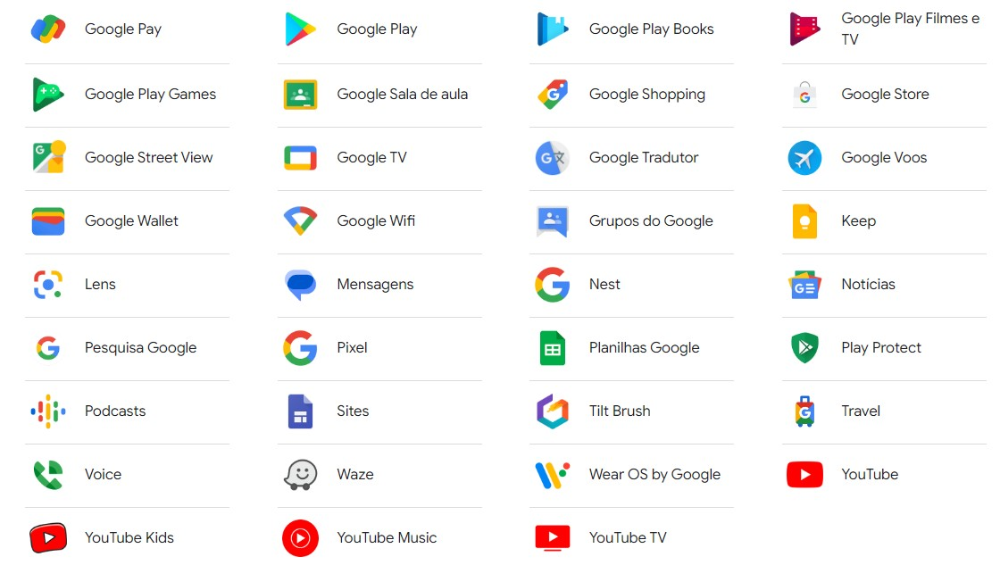 Google Pay
Google Play
Google Play Books
Google Play Filmes e
TV
Google Play Games
Google Sala de aula
Google Shopping
Google Store
Google Street View
Google TV
Google Tradutor
Google Voos
Google Wallet
Google Wifi
Grupos do Google
Keep
Lens
Mensagens
Nest
Notícias
Pesquisa Google
Pixel
Planilhas Google
Play Protect
Podcasts
Sites
Tilt Brush
Travel
Voice
Waze
Wear OS by Google
YouTube
YouTube Kids
YouTube Music
YouTube TV